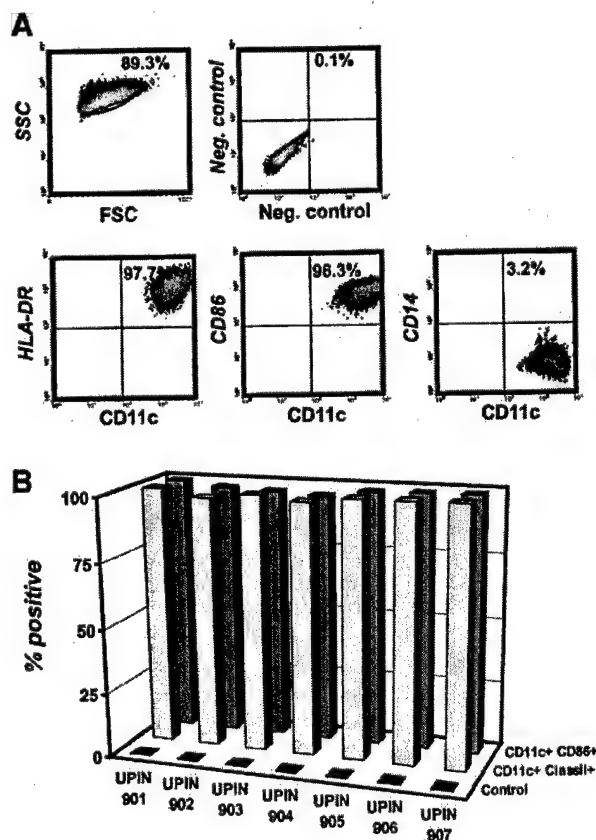 A
89.3%
SSC
FSC
0.1%
Neg. control
Neg. control
97.7%
HLA-DR
CD11c
98.3%
CD86
CD11c
3.2%
CD14
CD11c
B
% positive
100
75
50
25
0
UPIN 901
UPIN 902
UPIN 903
UPIN 904
UPIN 905
UPIN 906
UPIN 907
CD11c+ CD86+
CD11c+ ClassII+
Control